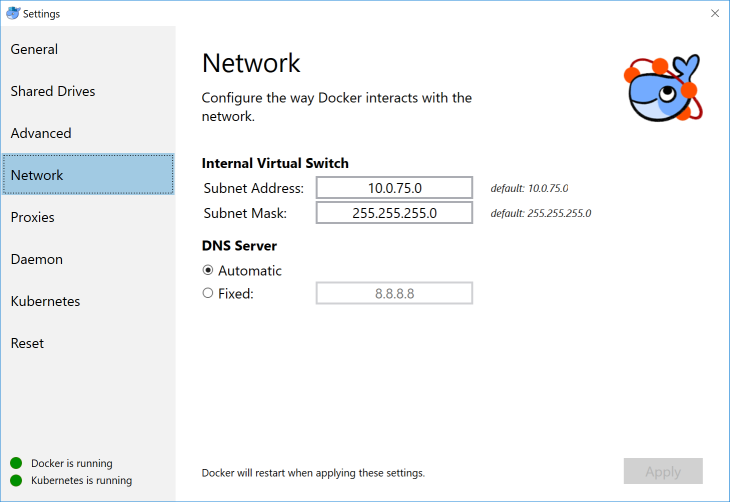 Settings
General
Shared Drives
Advanced
Network
Proxies
Daemon
Kubernetes
Reset
Docker is running
Kubernetes is running
Network
Configure the way Docker interacts with the
network.
Internal Virtual Switch
Subnet Address: 10.0.75.0 default: 10.0.75.0
Subnet Mask: 255.255.255.0 default: 255.255.255.0
DNS Server
Automatic
Fixed: 8.8.8.8
Docker will restart when applying these settings.
Apply